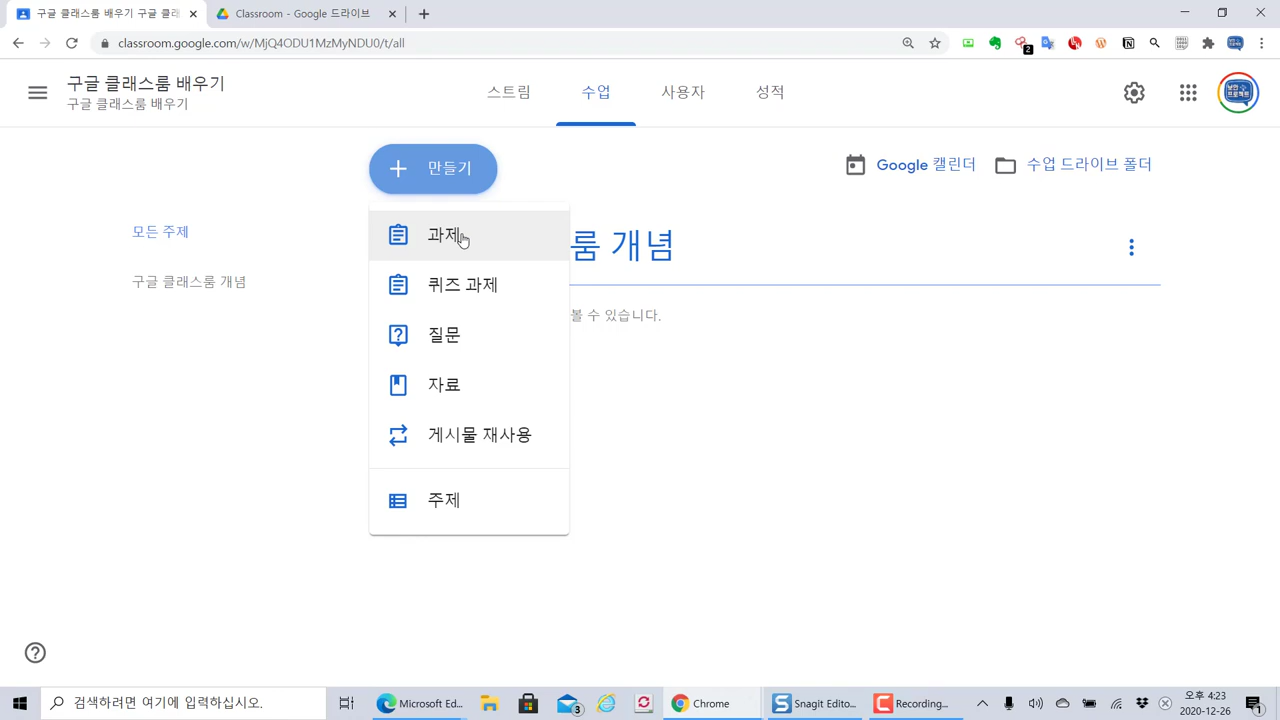 구글 클래스룸 배우기 구글 클래
Classroom - Google 드라이브
classroom.google.com/w/MjQ4ODU1MzMyNDU0/t/all
2
구글 클래스룸 배우기
구글 클래스룸 배우기
스트림
수업
사용자
성적
만들기
Google 캘린더
수업 드라이브 폴더
모든 주제
구글 클래스룸 개념
과제
퀴즈 과제
질문
자료
게시물 재사용
주제
룸 개념
볼 수 있습니다.
검색하려면 여기에 입력하십시오.
Microsoft Ed...
3
Chrome
Snagit Edito...
Recording...
오후 4:23
2020-12-26
1